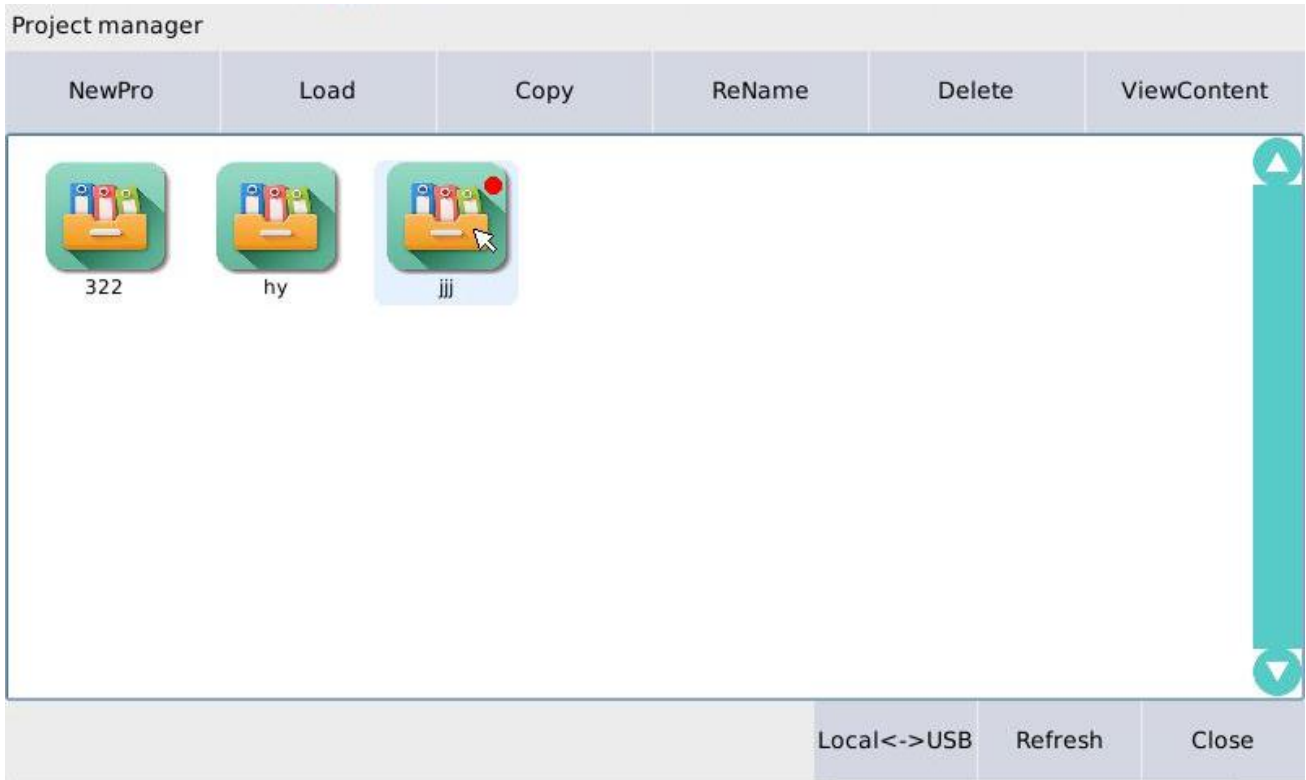 Project manager
NewPro Load Copy ReName Delete ViewContent
322 hy jjj
Local<->USB Refresh Close